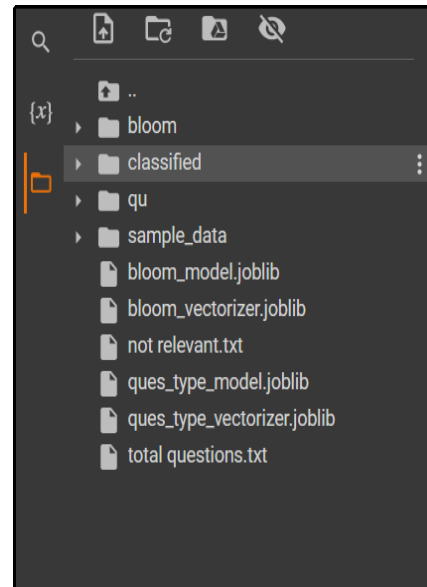 {x}
..
bloom
classified
qu
sample_data
bloom_model.joblib
bloom_vectorizer.joblib
not relevant.txt
ques_type_model.joblib
ques_type_vectorizer.joblib
total questions.txt